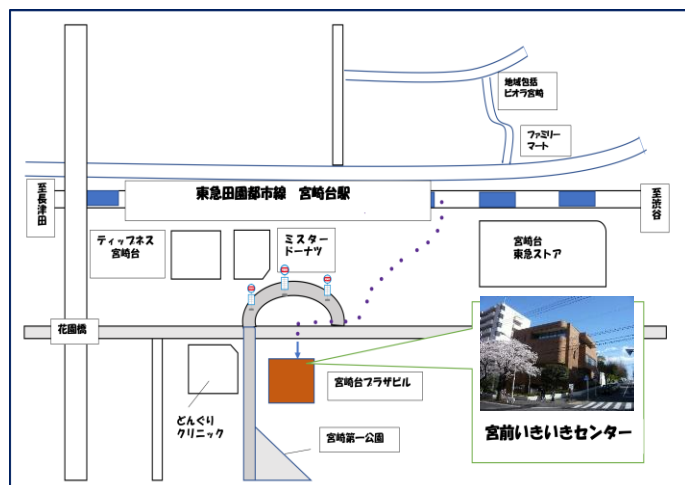 地域包括
ビオラ宮崎
ファミリー
マート
至長津田
東急田園都市線 宮崎台駅
至渋谷
ティップネス
宮崎台
ミスター
ドーナツ
宮崎台
東急ストア
花園橋
どんぐり
クリニック
宮崎台プラザビル
宮崎第一公園
宮前いきいきセンター